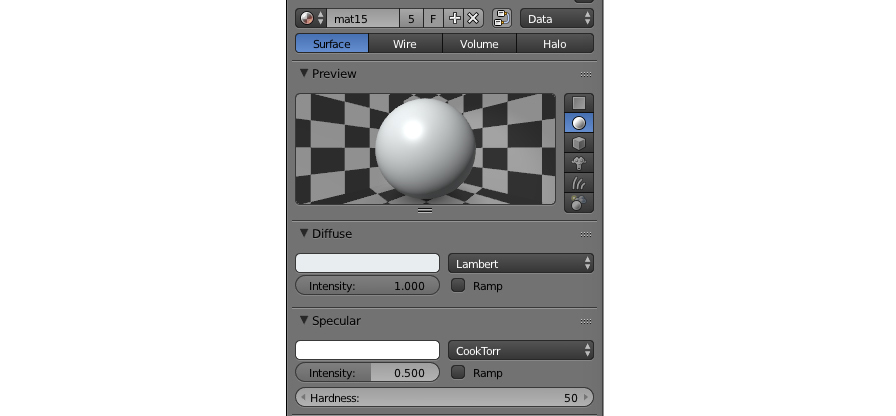 mat15 5 F Data
Surface Wire Volume Halo
Preview
Diffuse
Lambert
Intensity: 1.000 Ramp
Specular
CookTorr
Intensity: 0.500 Ramp
Hardness: 50